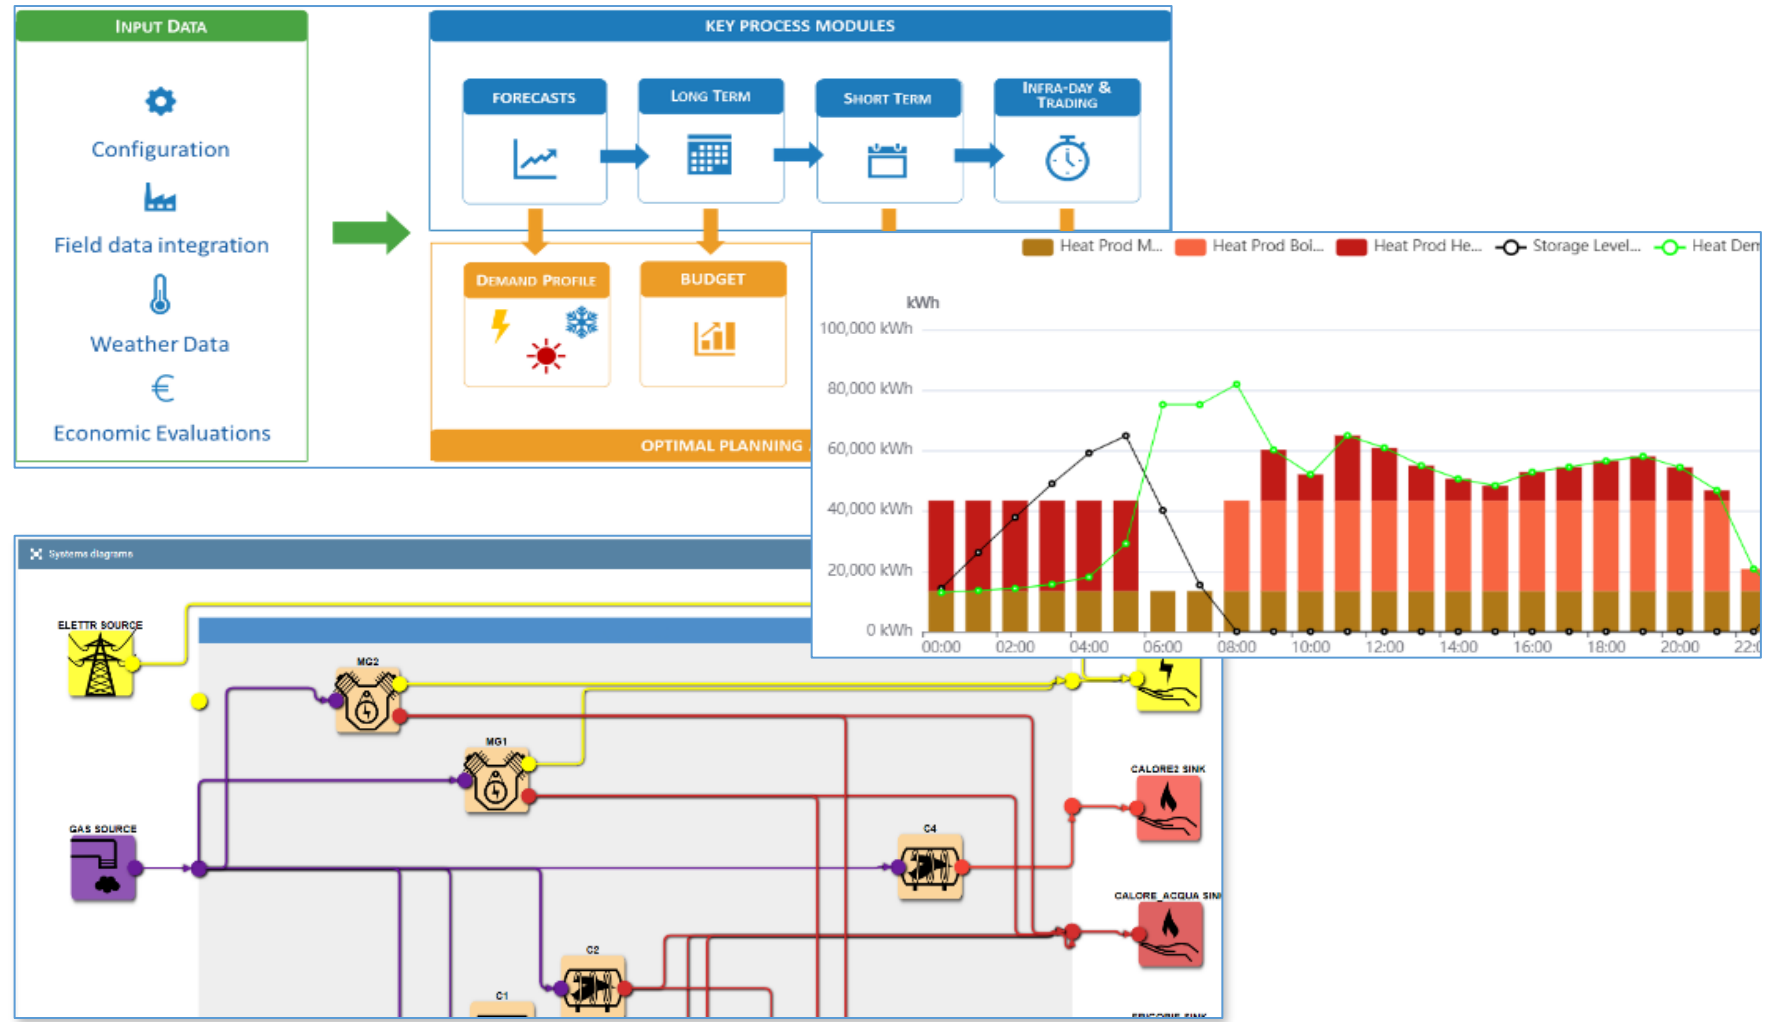 INPUT DATA
Configuration
Field data integration
Weather Data
€
Economic Evaluations
KEY PROCESS MODULES
FORECASTS
LONG TERM
SHORT TERM
INFRA-DAY &
TRADING
DEMAND PROFILE
BUDGET
OPTIMAL PLANNING
Heat Prod M...
Heat Prod Boi...
Heat Prod He...
Storage Level...
Heat Dem
kWh
100,000 kWh
80,000 kWh
60,000 kWh
40,000 kWh
20,000 kWh
0 kWh
00:00
02:00
04:00
06:00
08:00
10:00
12:00
14:00
16:00
18:00
20:00
22:0
Systems diagrams
ELETTR SOURCE
MG2
MG1
GAS SOURCE
C4
C2
C1
CALORE2 SINK
CALORE_ACQUA SIN